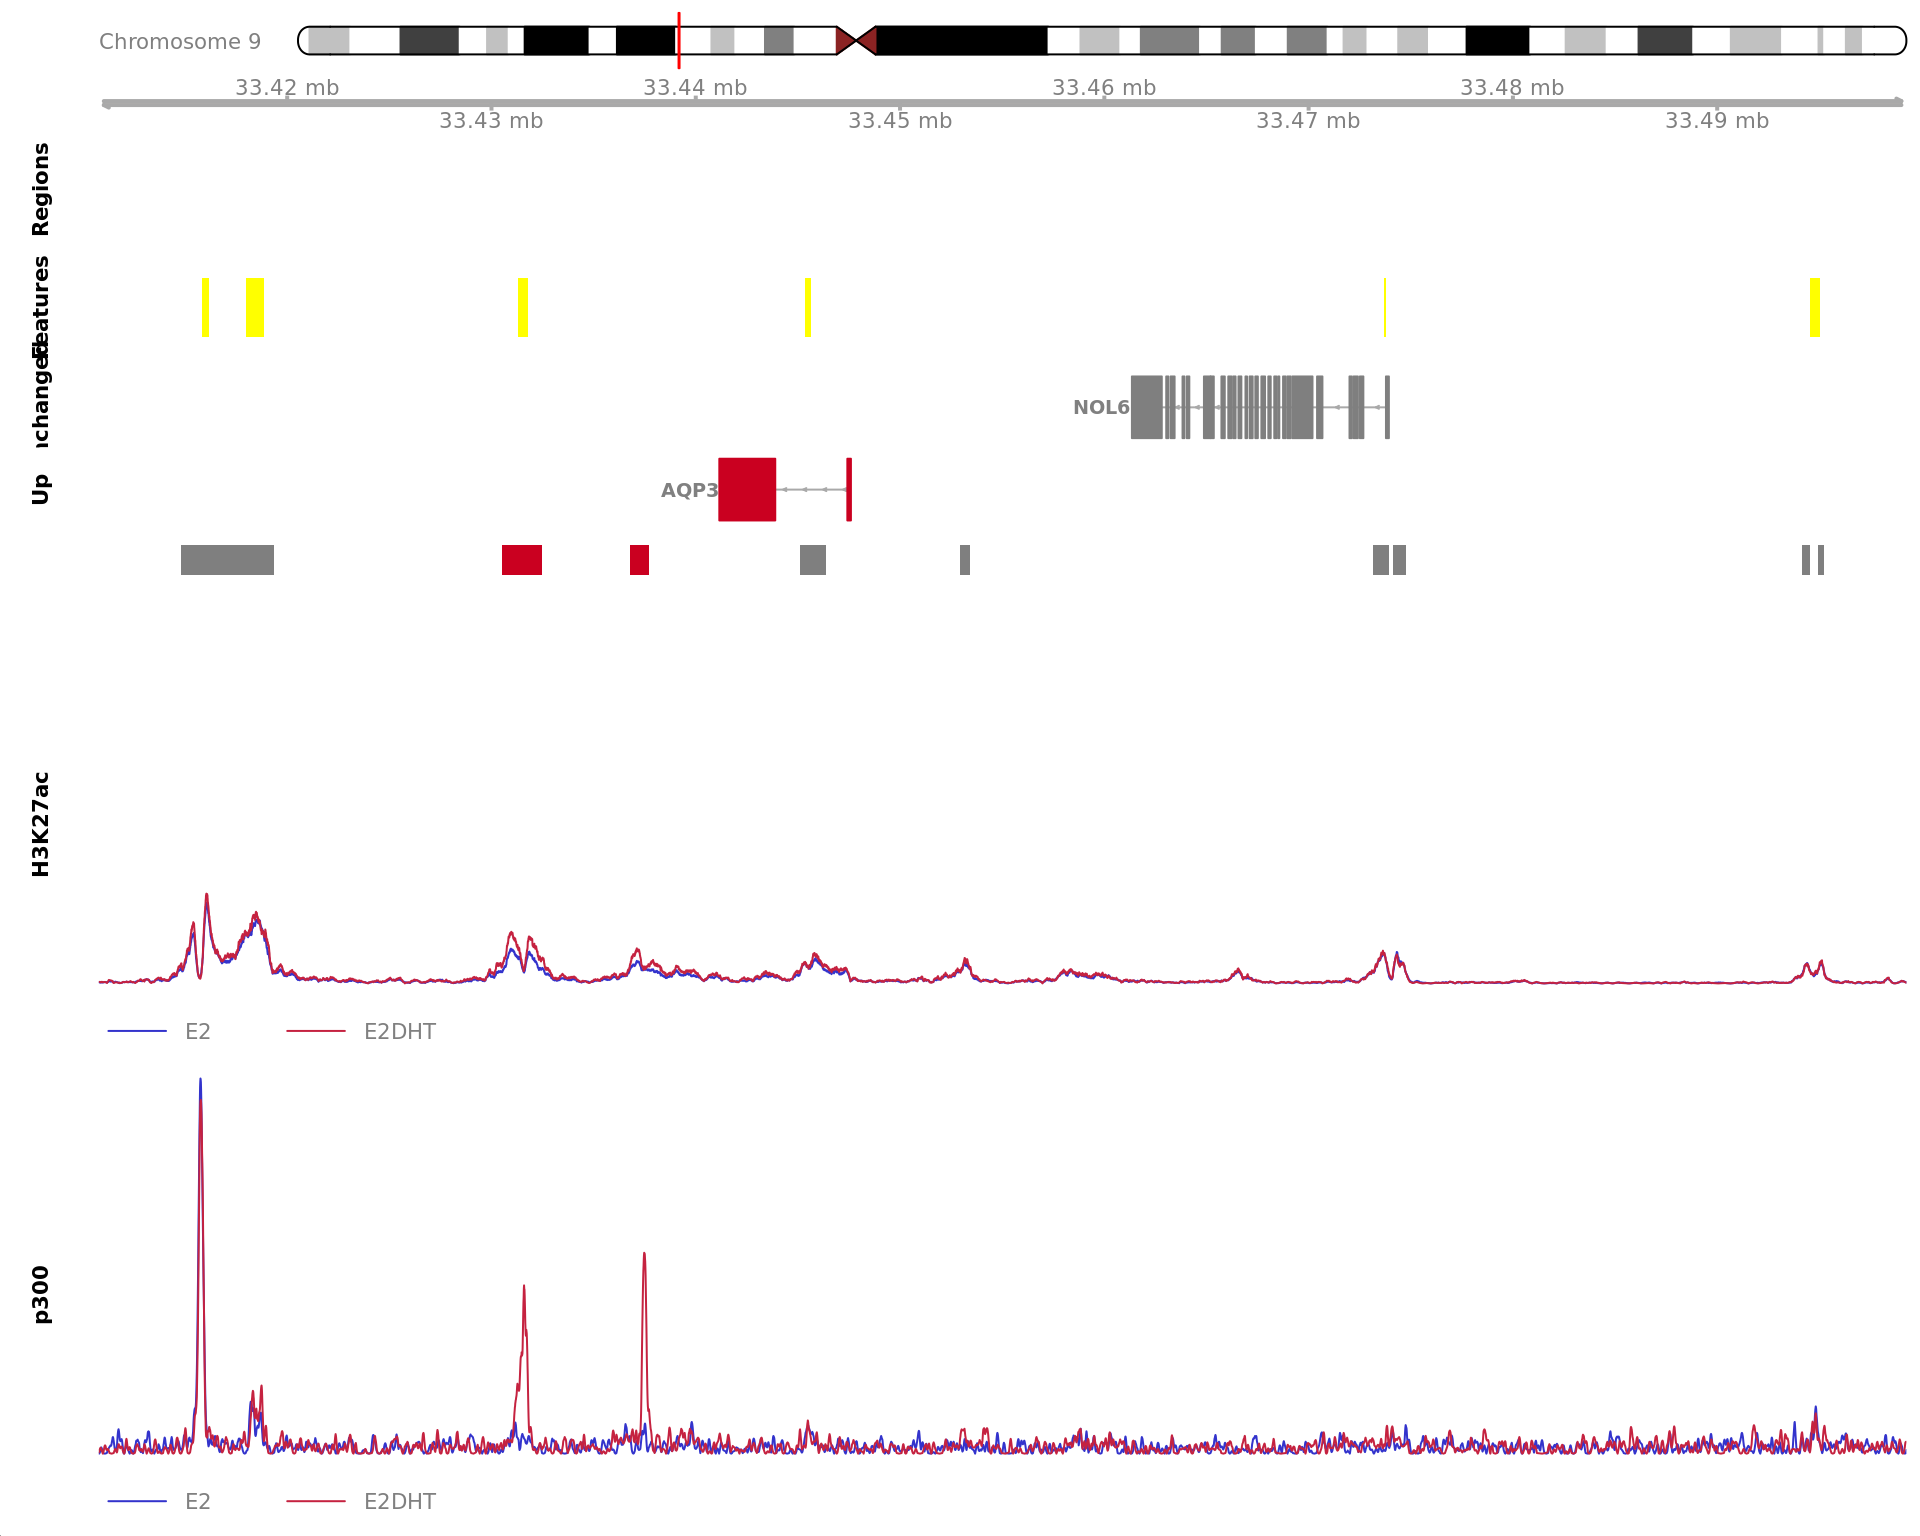 Chromosome 9
33.42 mb
33.44 mb
33.46 mb
33.48 mb
33.43 mb
33.45 mb
33.47 mb
33.49 mb
Regions
Features
NOL6
Up
AQP3
H3K27ac
E2
E2DHT
p300
E2
E2DHT